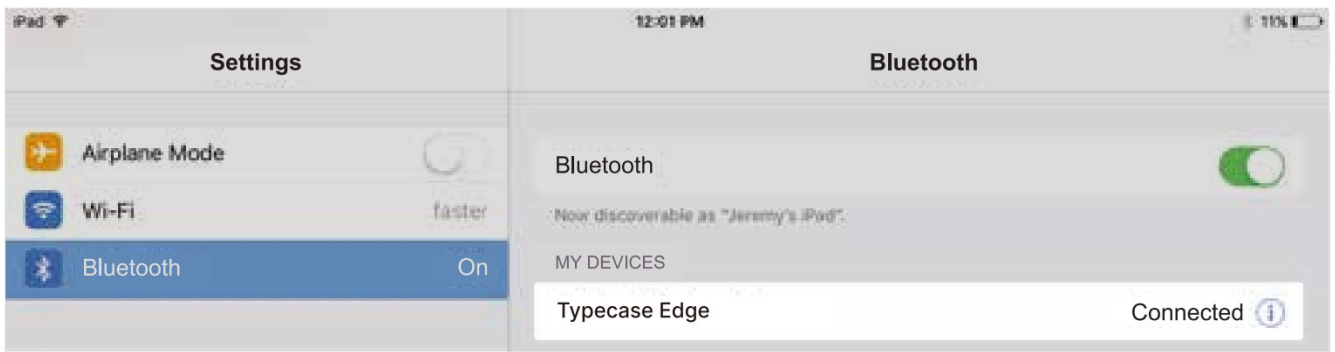 iPad
12:01 PM
11%
Settings
Bluetooth
Airplane Mode
Wi-Fi
faster
Bluetooth
On
Bluetooth
Now discoverable as "Jeremy's iPad".
MY DEVICES
Typecase Edge
Connected